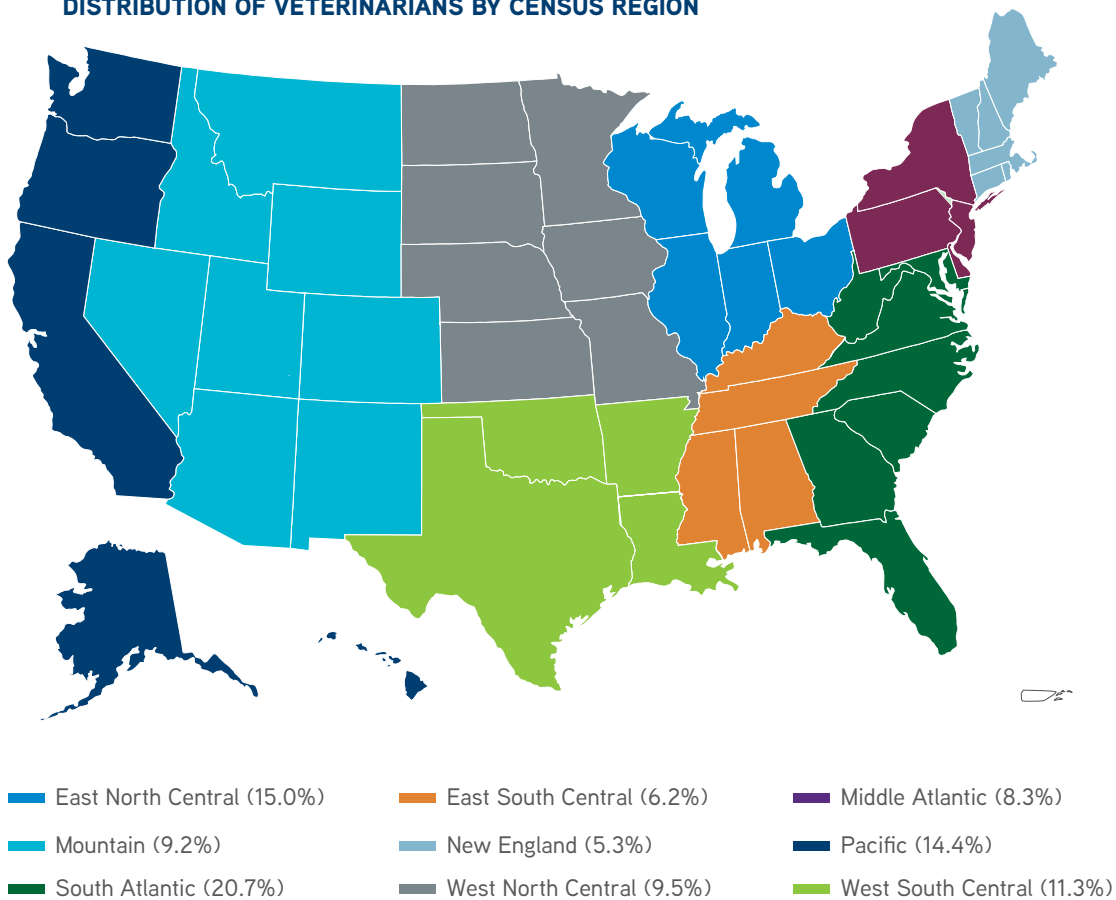 DISTRIBUTION OF VETERINARIANS BY CENSUS REGION
East North Central (15.0%)
East South Central (6.2%)
Middle Atlantic (8.3%)
Mountain (9.2%)
New England (5.3%)
Pacific (14.4%)
South Atlantic (20.7%)
West North Central (9.5%)
West South Central (11.3%)